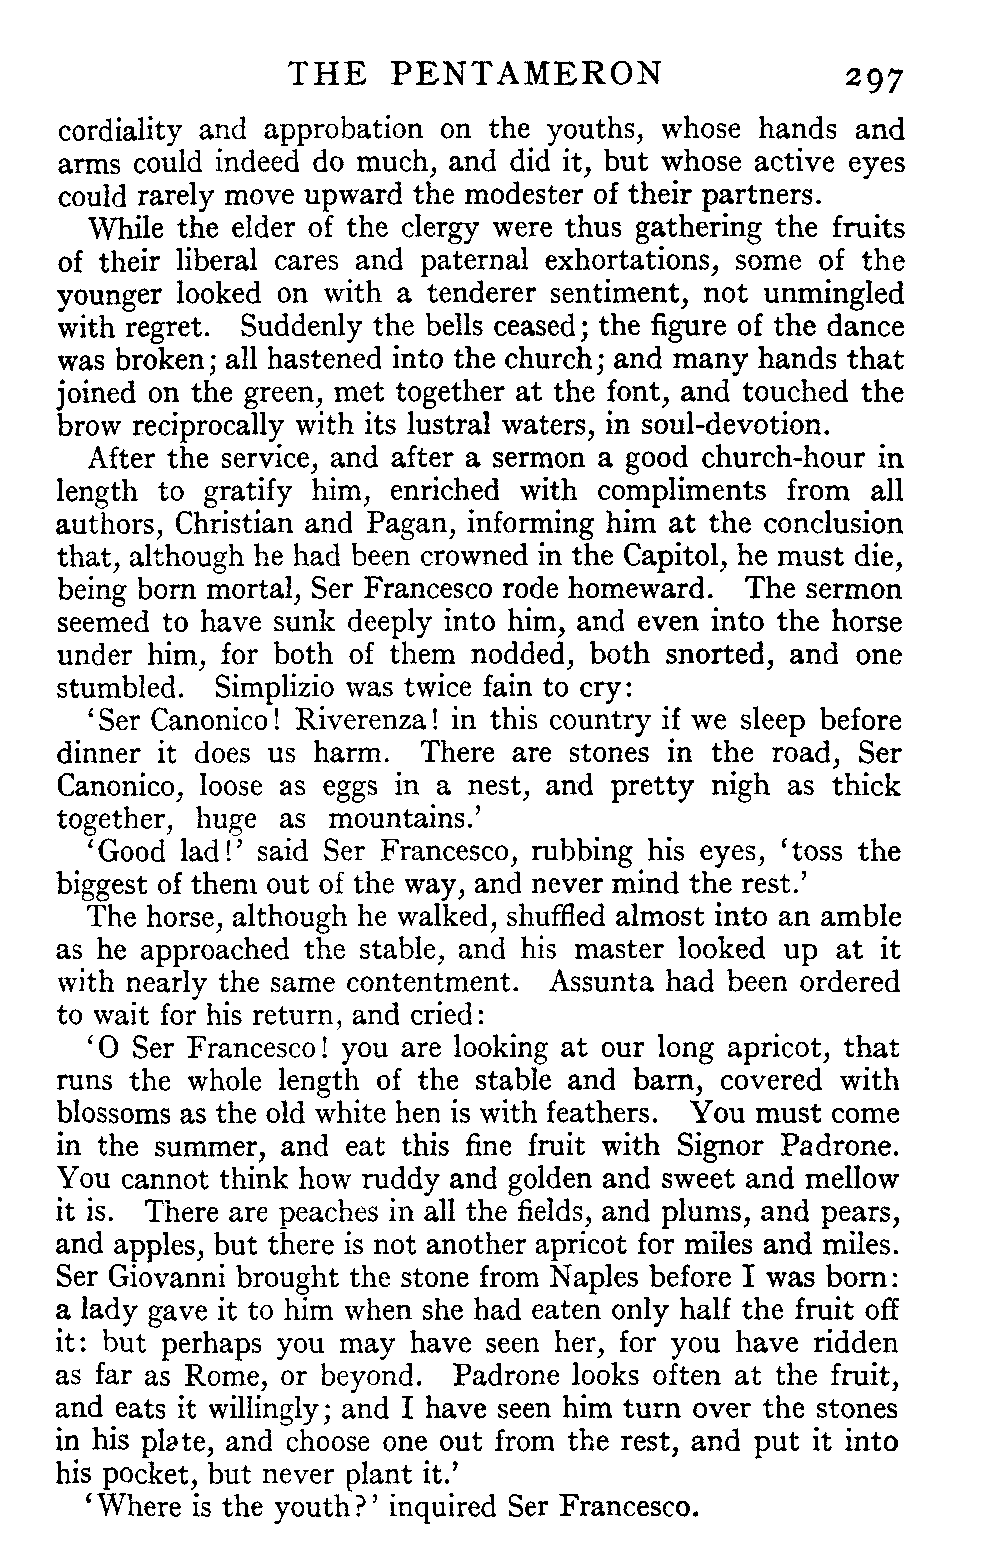 THE PENTAMERON 297
cordiality and approbation on the youths, whose hands and
arms could indeed do much, and did it, but whose active eyes
could rarely move upward the modester of their partners.
While the elder of the clergy were thus gathering the fruits
of their liberal cares and paternal exhortations, some of the
younger looked on with a tenderer sentiment, not unmingled
with regret. Suddenly the bells ceased; the figure of the dance
was broken; all hastened into the church; and many hands that
joined on the green, met together at the font, and touched the
brow reciprocally with its lustral waters, in soul-devotion.
After the service, and after a sermon a good church-hour in
length to gratify him, enriched with compliments from all
authors, Christian and Pagan, informing him at the conclusion
that, although he had been crowned in the Capitol, he must die,
being born mortal, Ser Francesco rode homeward. The sermon
seemed to have sunk deeply into him, and even into the horse
under him, for both of them nodded, both snorted, and one
stumbled. Simplizio was twice fain to cry:
‘Ser Canonico! Riverenza! in this country if we sleep before
dinner it does us harm. There are stones in the road, Ser
Canonico, loose as eggs in a nest, and pretty nigh as thick
together, huge as mountains.’
‘Good lad!’ said Ser Francesco, rubbing his eyes, ‘toss the
biggest of them out of the way, and never mind the rest.’
The horse, although he walked, shuffled almost into an amble
as he approached the stable, and his master looked up at it
with nearly the same contentment. Assunta had been ordered
to wait for his return, and cried:
‘O Ser Francesco! you are looking at our long apricot, that
runs the whole length of the stable and barn, covered with
blossoms as the old white hen is with feathers. You must come
in the summer, and eat this fine fruit with Signor Padrone.
You cannot think how ruddy and golden and sweet and mellow
it is. There are peaches in all the fields, and plums, and pears,
and apples, but there is not another apricot for miles and miles.
Ser Giovanni brought the stone from Naples before I was born:
a lady gave it to him when she had eaten only half the fruit off
it: but perhaps you may have seen her, for you have ridden
as far as Rome, or beyond. Padrone looks often at the fruit,
and eats it willingly; and I have seen him turn over the stones
in his plate, and choose one out from the rest, and put it into
his pocket, but never plant it.’
‘Where is the youth?’ inquired Ser Francesco.